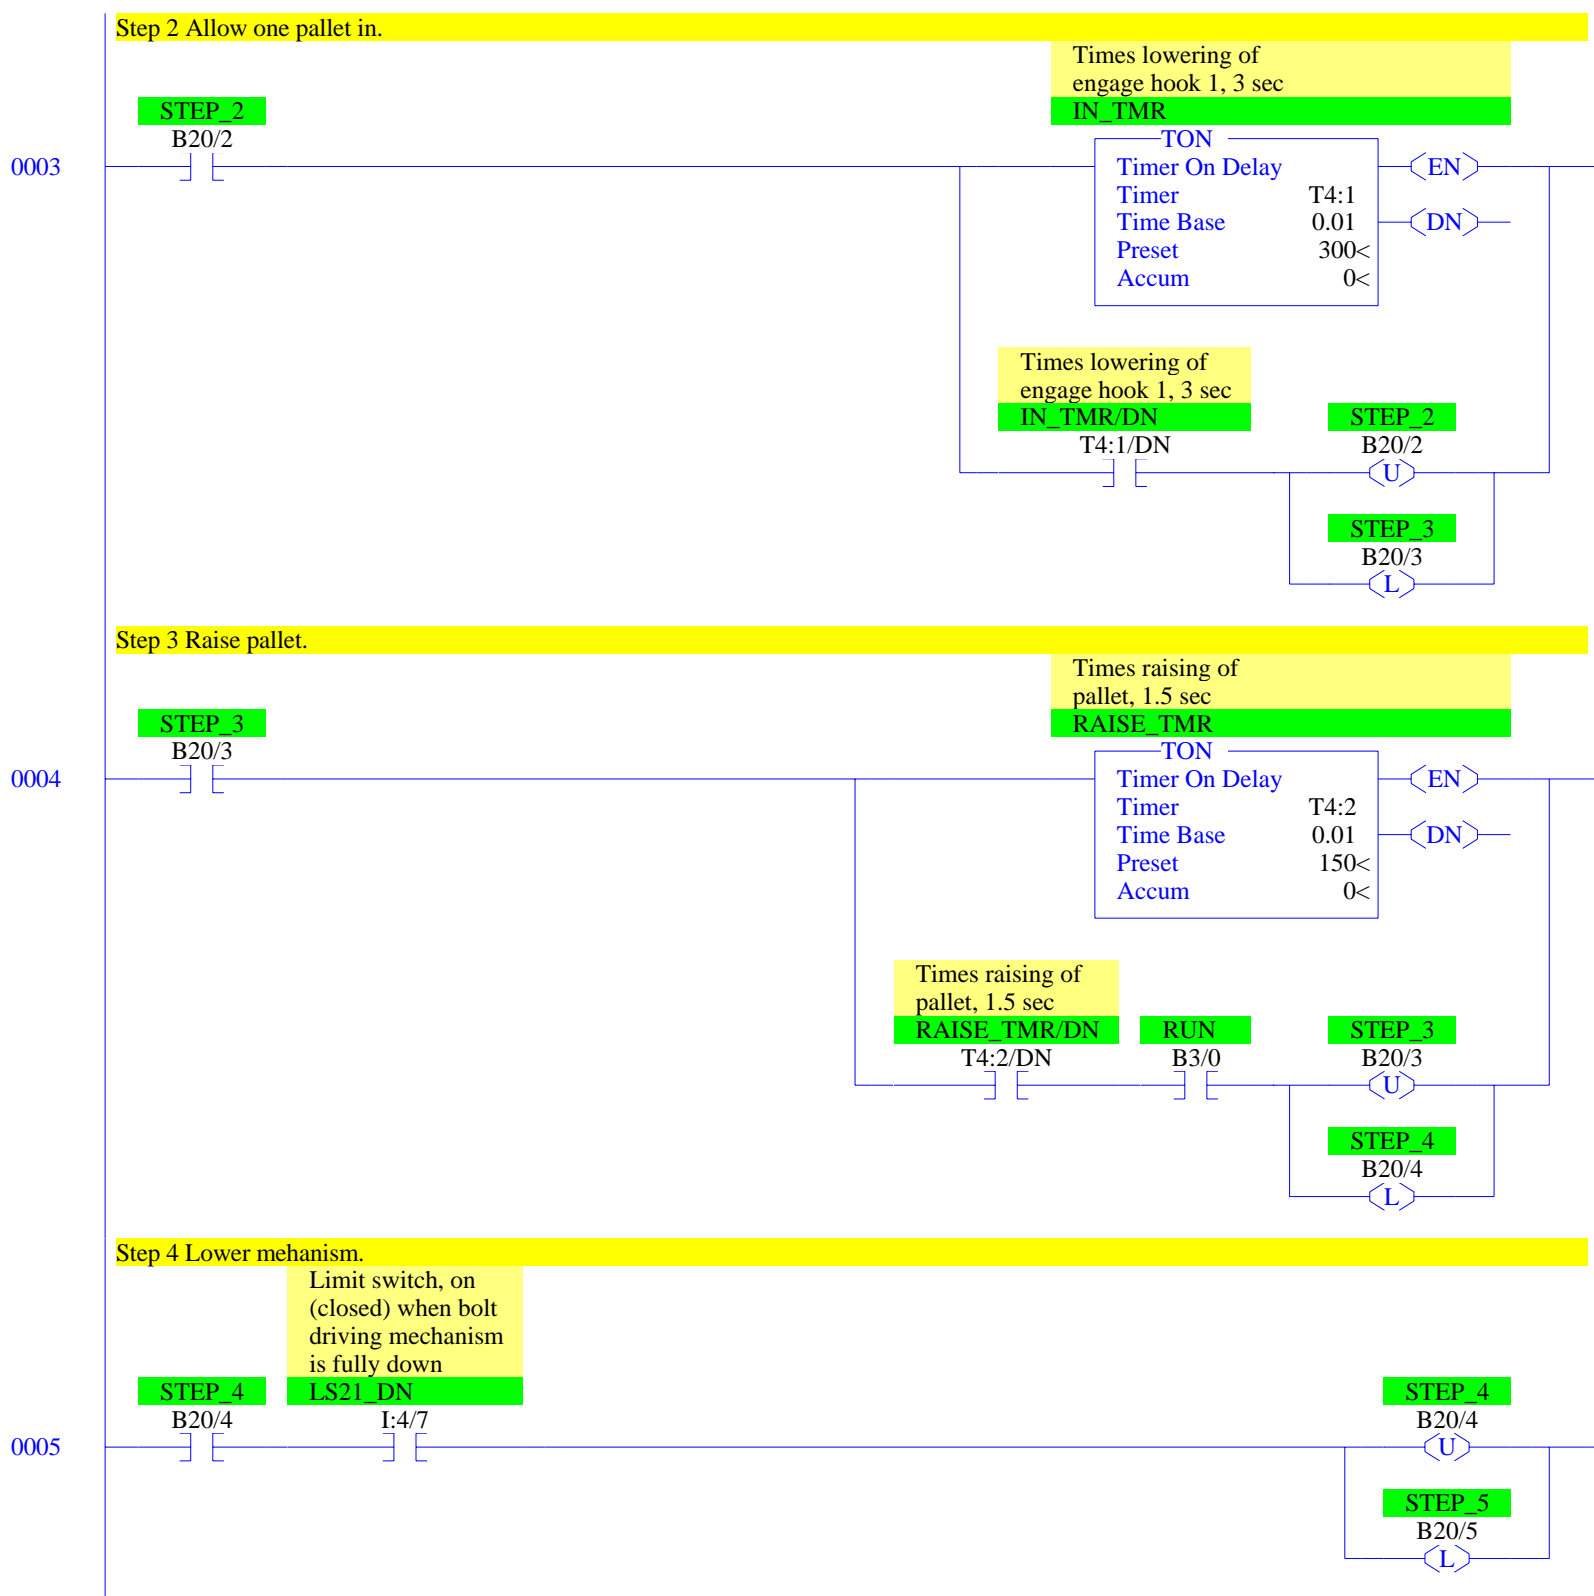 Step 2 Allow one pallet in.
Times lowering of
engage hook 1, 3 sec
IN_TMR
STEP_2
B20/2
0003
TON
Timer On Delay
Timer T4:1
Time Base 0.01
Preset 300<
Accum 0<
EN
DN
Times lowering of
engage hook 1, 3 sec
IN_TMR/DN
T4:1/DN
STEP_2
B20/2
U
STEP_3
B20/3
L
Step 3 Raise pallet.
Times raising of
pallet, 1.5 sec
RAISE_TMR
STEP_3
B20/3
0004
TON
Timer On Delay
Timer T4:2
Time Base 0.01
Preset 150<
Accum 0<
EN
DN
Times raising of
pallet, 1.5 sec
RAISE_TMR/DN
T4:2/DN
RUN
B3/0
STEP_3
B20/3
U
STEP_4
B20/4
L
Step 4 Lower mehanism.
Limit switch, on
(closed) when bolt
driving mechanism
is fully down
LS21_DN
I:4/7
STEP_4
B20/4
0005
STEP_4
B20/4
U
STEP_5
B20/5
L